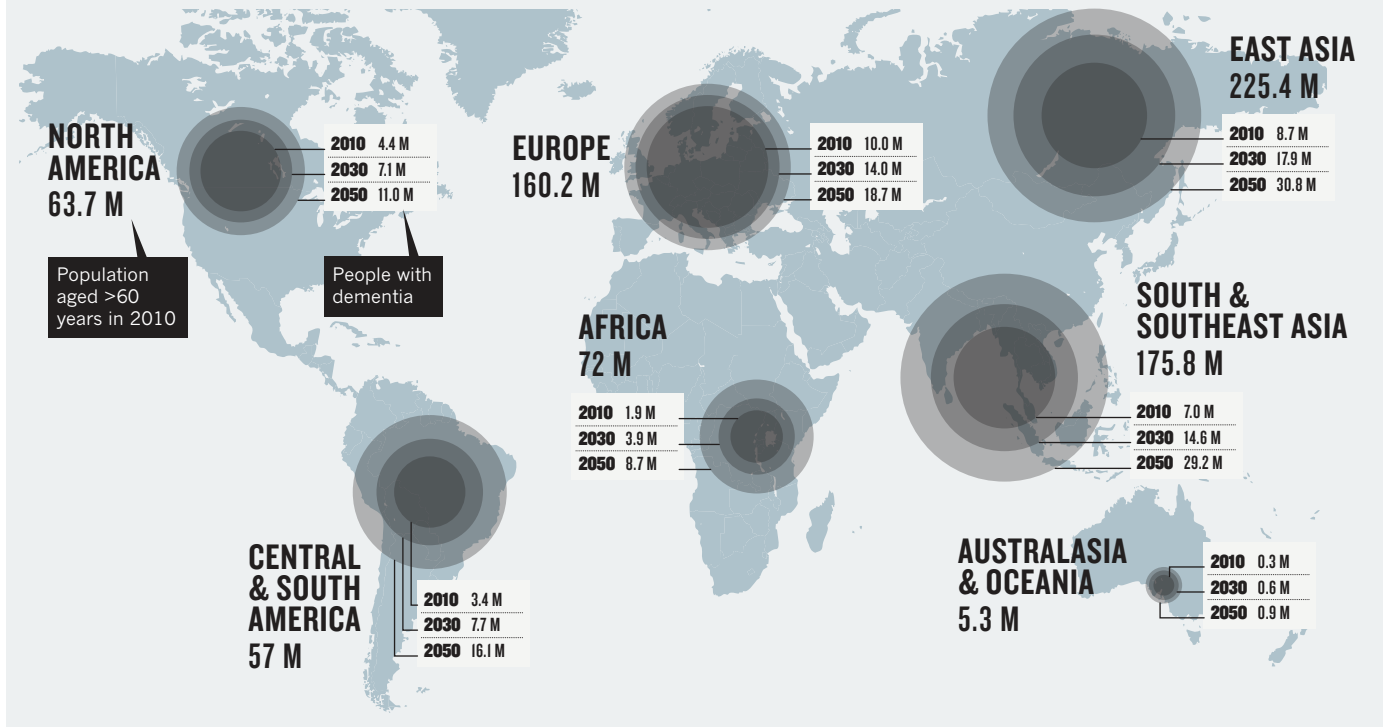 NORTH
AMERICA
63.7 M
2010 4.4 M
2030 7.1 M
2050 11.0 M
Population
aged >60
years in 2010
People with
dementia
EUROPE
160.2 M
2010 10.0 M
2030 14.0 M
2050 18.7 M
EAST ASIA
225.4 M
2010 8.7 M
2030 17.9 M
2050 30.8 M
AFRICA
72 M
2010 1.9 M
2030 3.9 M
2050 8.7 M
SOUTH &
SOUTHEAST ASIA
175.8 M
2010 7.0 M
2030 14.6 M
2050 29.2 M
CENTRAL
& SOUTH
AMERICA
57 M
2010 3.4 M
2030 7.7 M
2050 16.1 M
AUSTRALASIA
& OCEANIA
5.3 M
2010 0.3 M
2030 0.6 M
2050 0.9 M